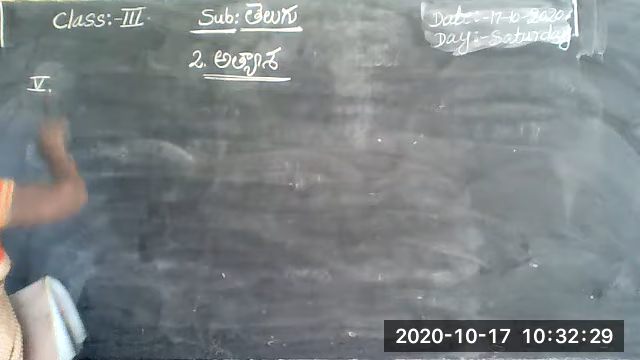 Class:-III
Sub: తెలుగు
Date:-17-10-2020
Day:-Saturday
2. అత్యాశ
V.
2020-10-17 10:32:29